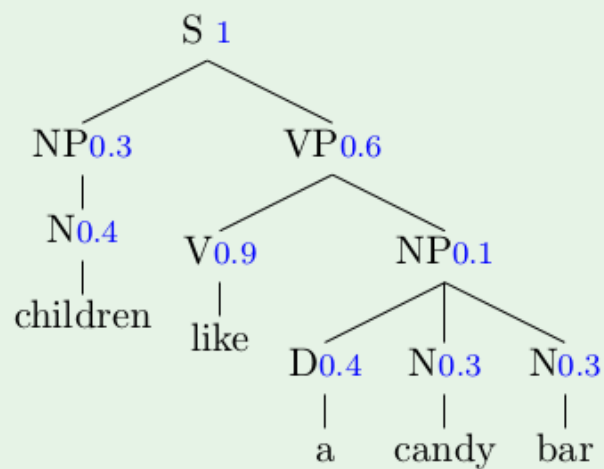 S 1
NP0.3 VP0.6
N0.4 V0.9 NP0.1
children like D0.4 N0.3 N0.3
a candy bar